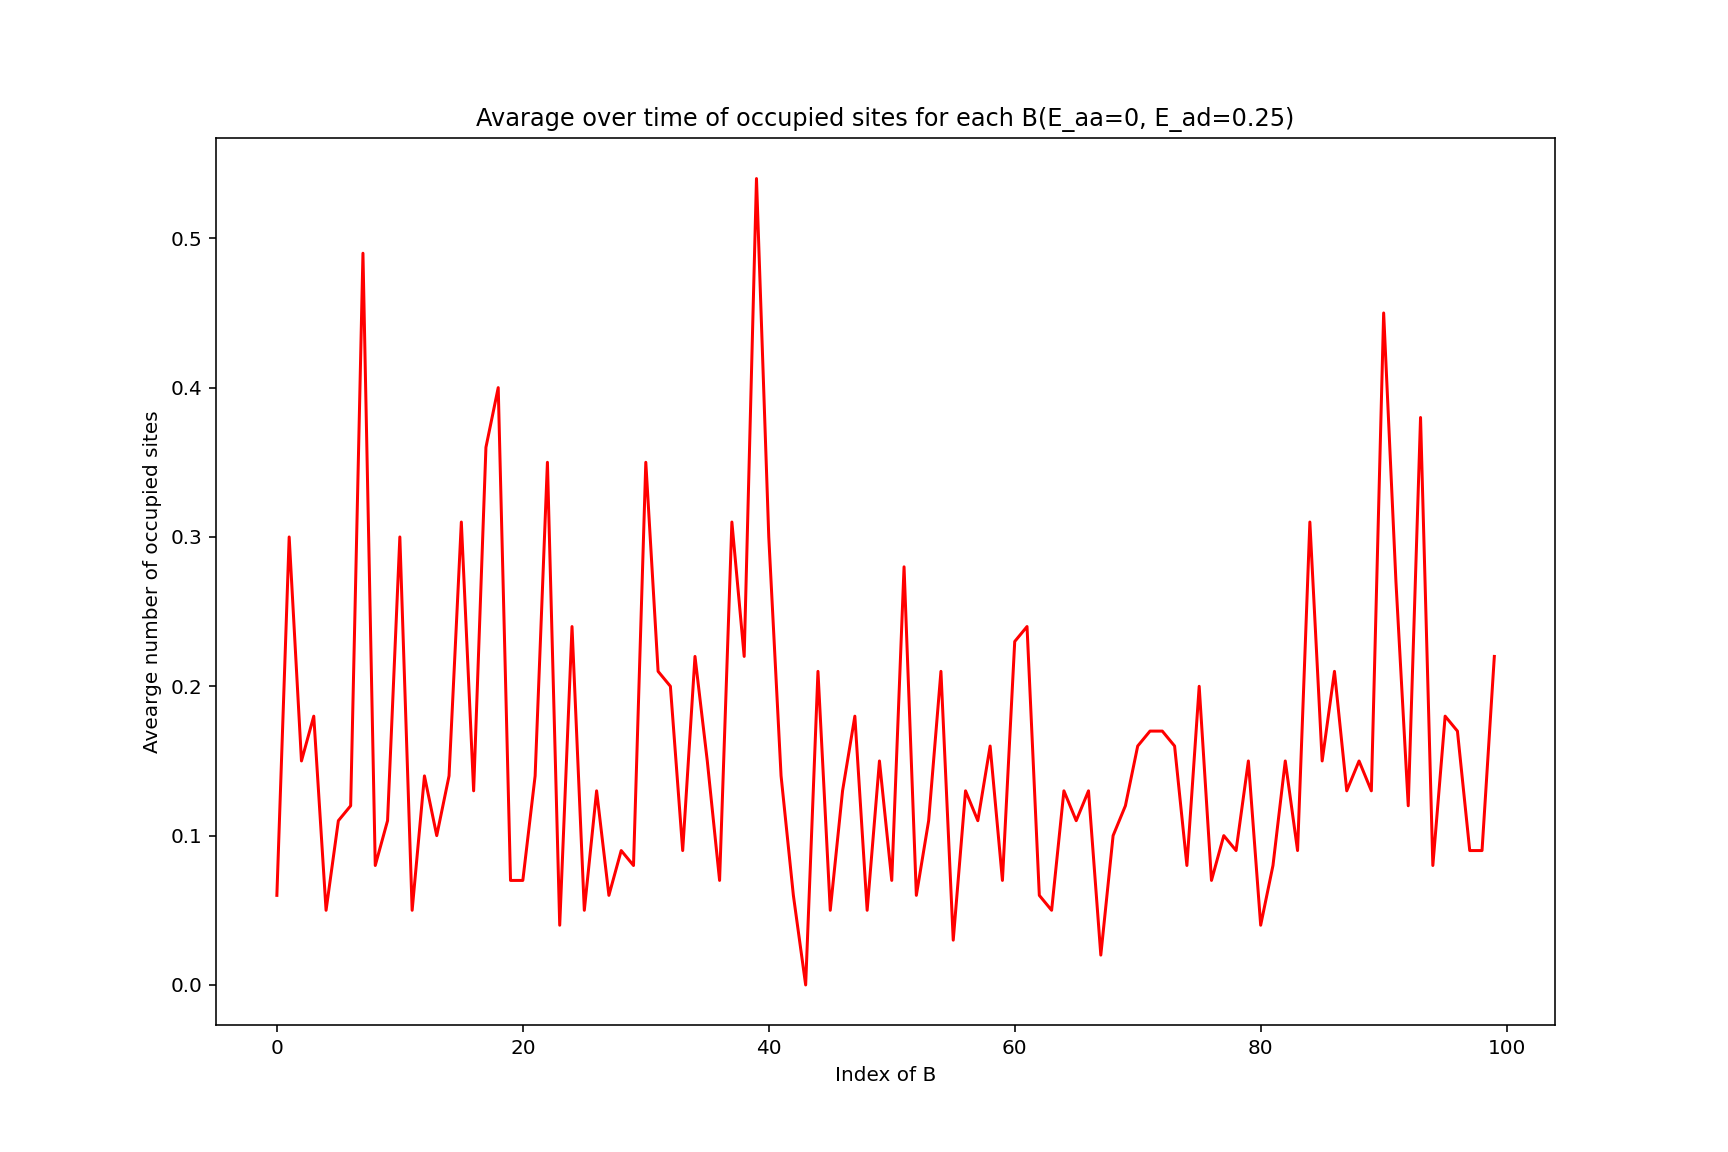 Avarage over time of occupied sites for each B(E_aa=0, E_ad=0.25)
Avearge number of occupied sites
0.5
0.4
0.3
0.2
0.1
0.0
0 20 40 60 80 100
Index of B